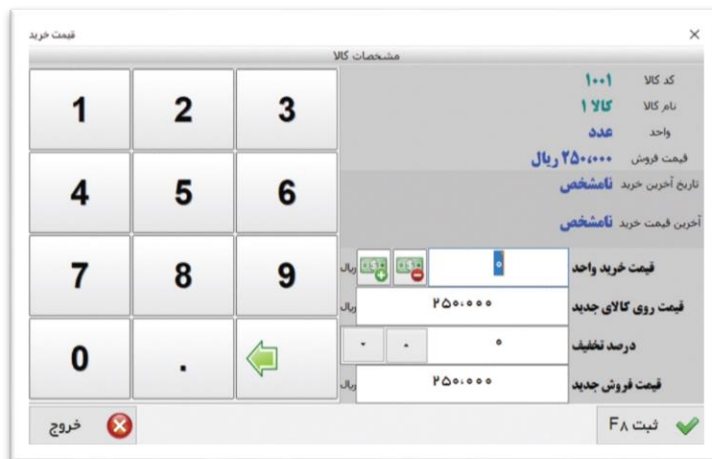 قیمت خرید
مشخصات کالا
کد کالا ۱۰۰۱
نام کالا کالا ۱
واحد عدد
قیمت فروش ۲۵۰،۰۰۰ ریال
تاریخ آخرین خرید نامشخص
آخرین قیمت خرید نامشخص
قیمت خرید واحد ۰ ریال
قیمت روی کالای جدید ۲۵۰،۰۰۰ ریال
درصد تخفیف ۰
قیمت فروش جدید ۲۵۰،۰۰۰ ریال
1 2 3
4 5 6
7 8 9
0 .
ثبت F۸
خروج